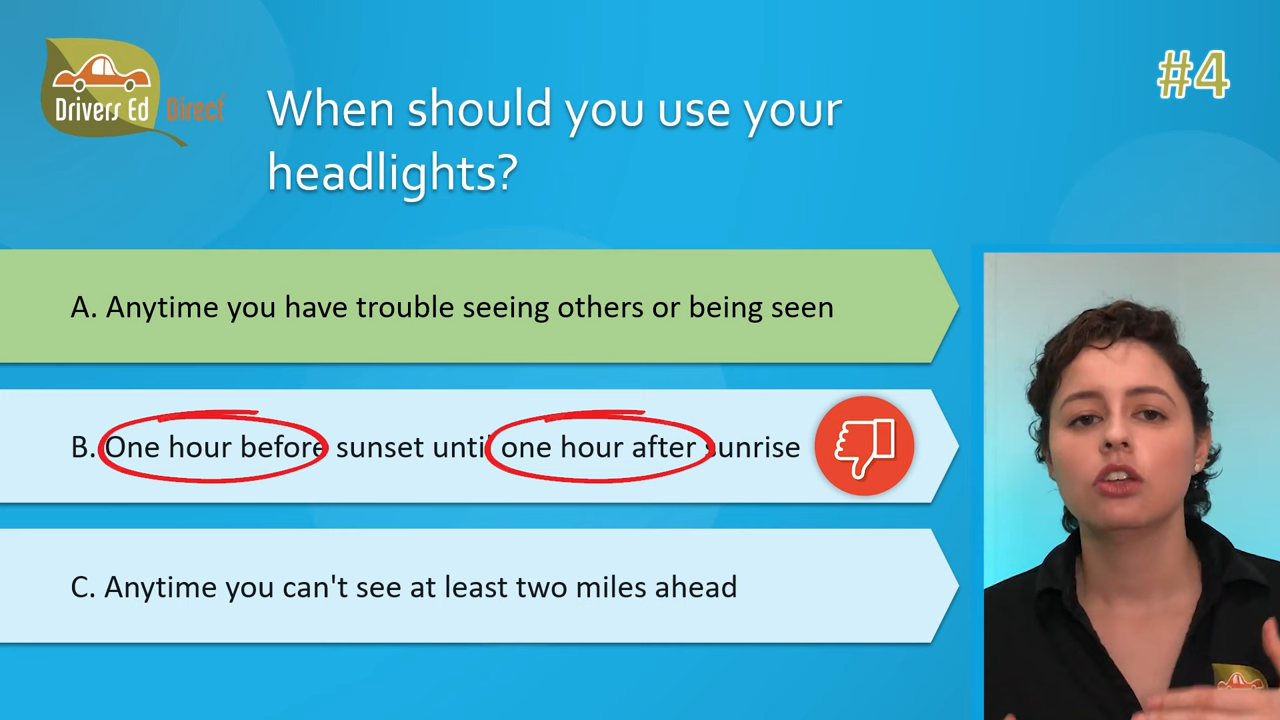 Drivers Ed Direct
#4
When should you use your
headlights?
A. Anytime you have trouble seeing others or being seen
B. One hour before sunset until one hour after sunrise
C. Anytime you can't see at least two miles ahead